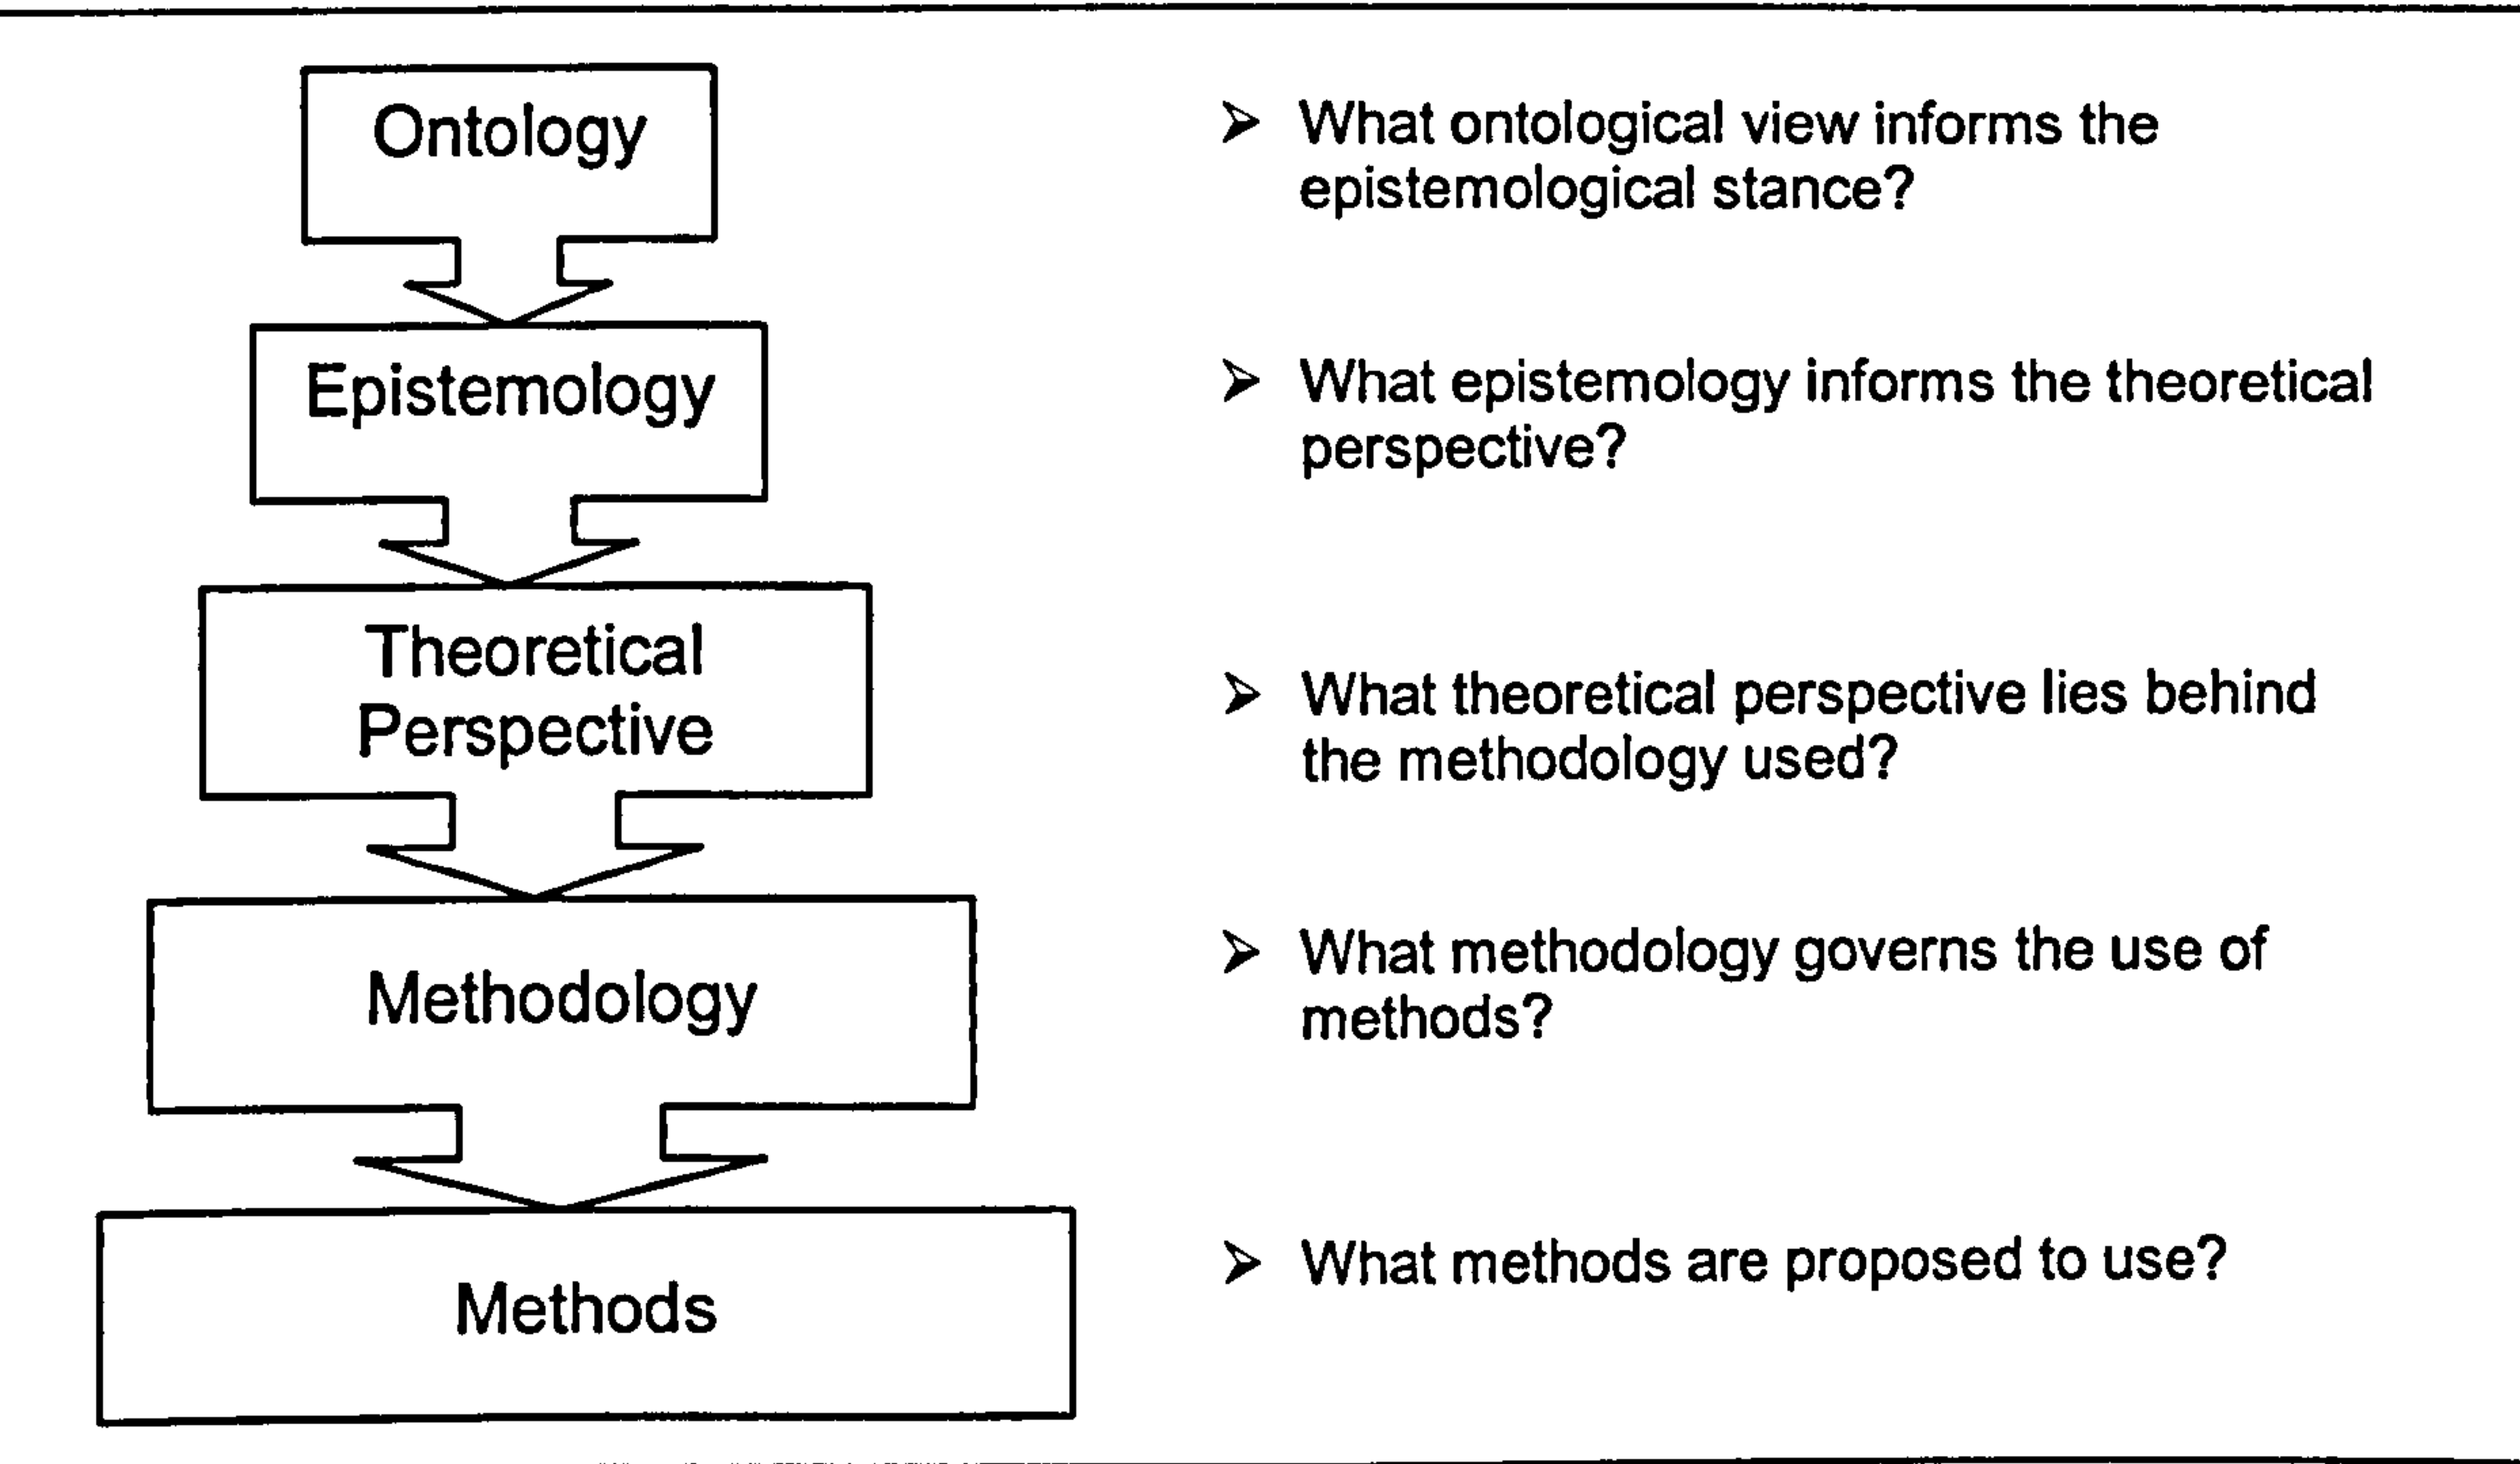 Ontology
➢ What ontological view informs the
epistemological stance?
Epistemology
➢ What epistemology informs the theoretical
perspective?
Theoretical
Perspective
➢ What theoretical perspective lies behind
the methodology used?
Methodology
➢ What methodology governs the use of
methods?
Methods
➢ What methods are proposed to use?